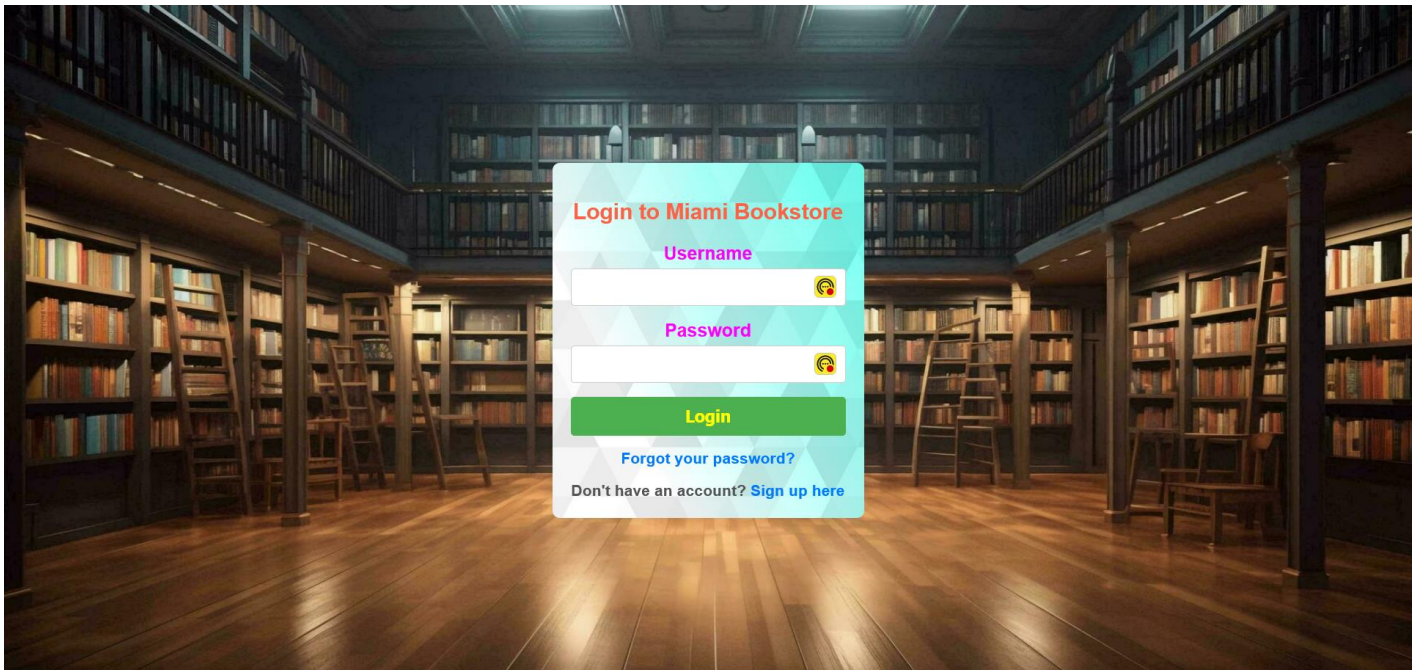 Login to Miami Bookstore
Username
Password
Login
Forgot your password?
Don't have an account? Sign up here